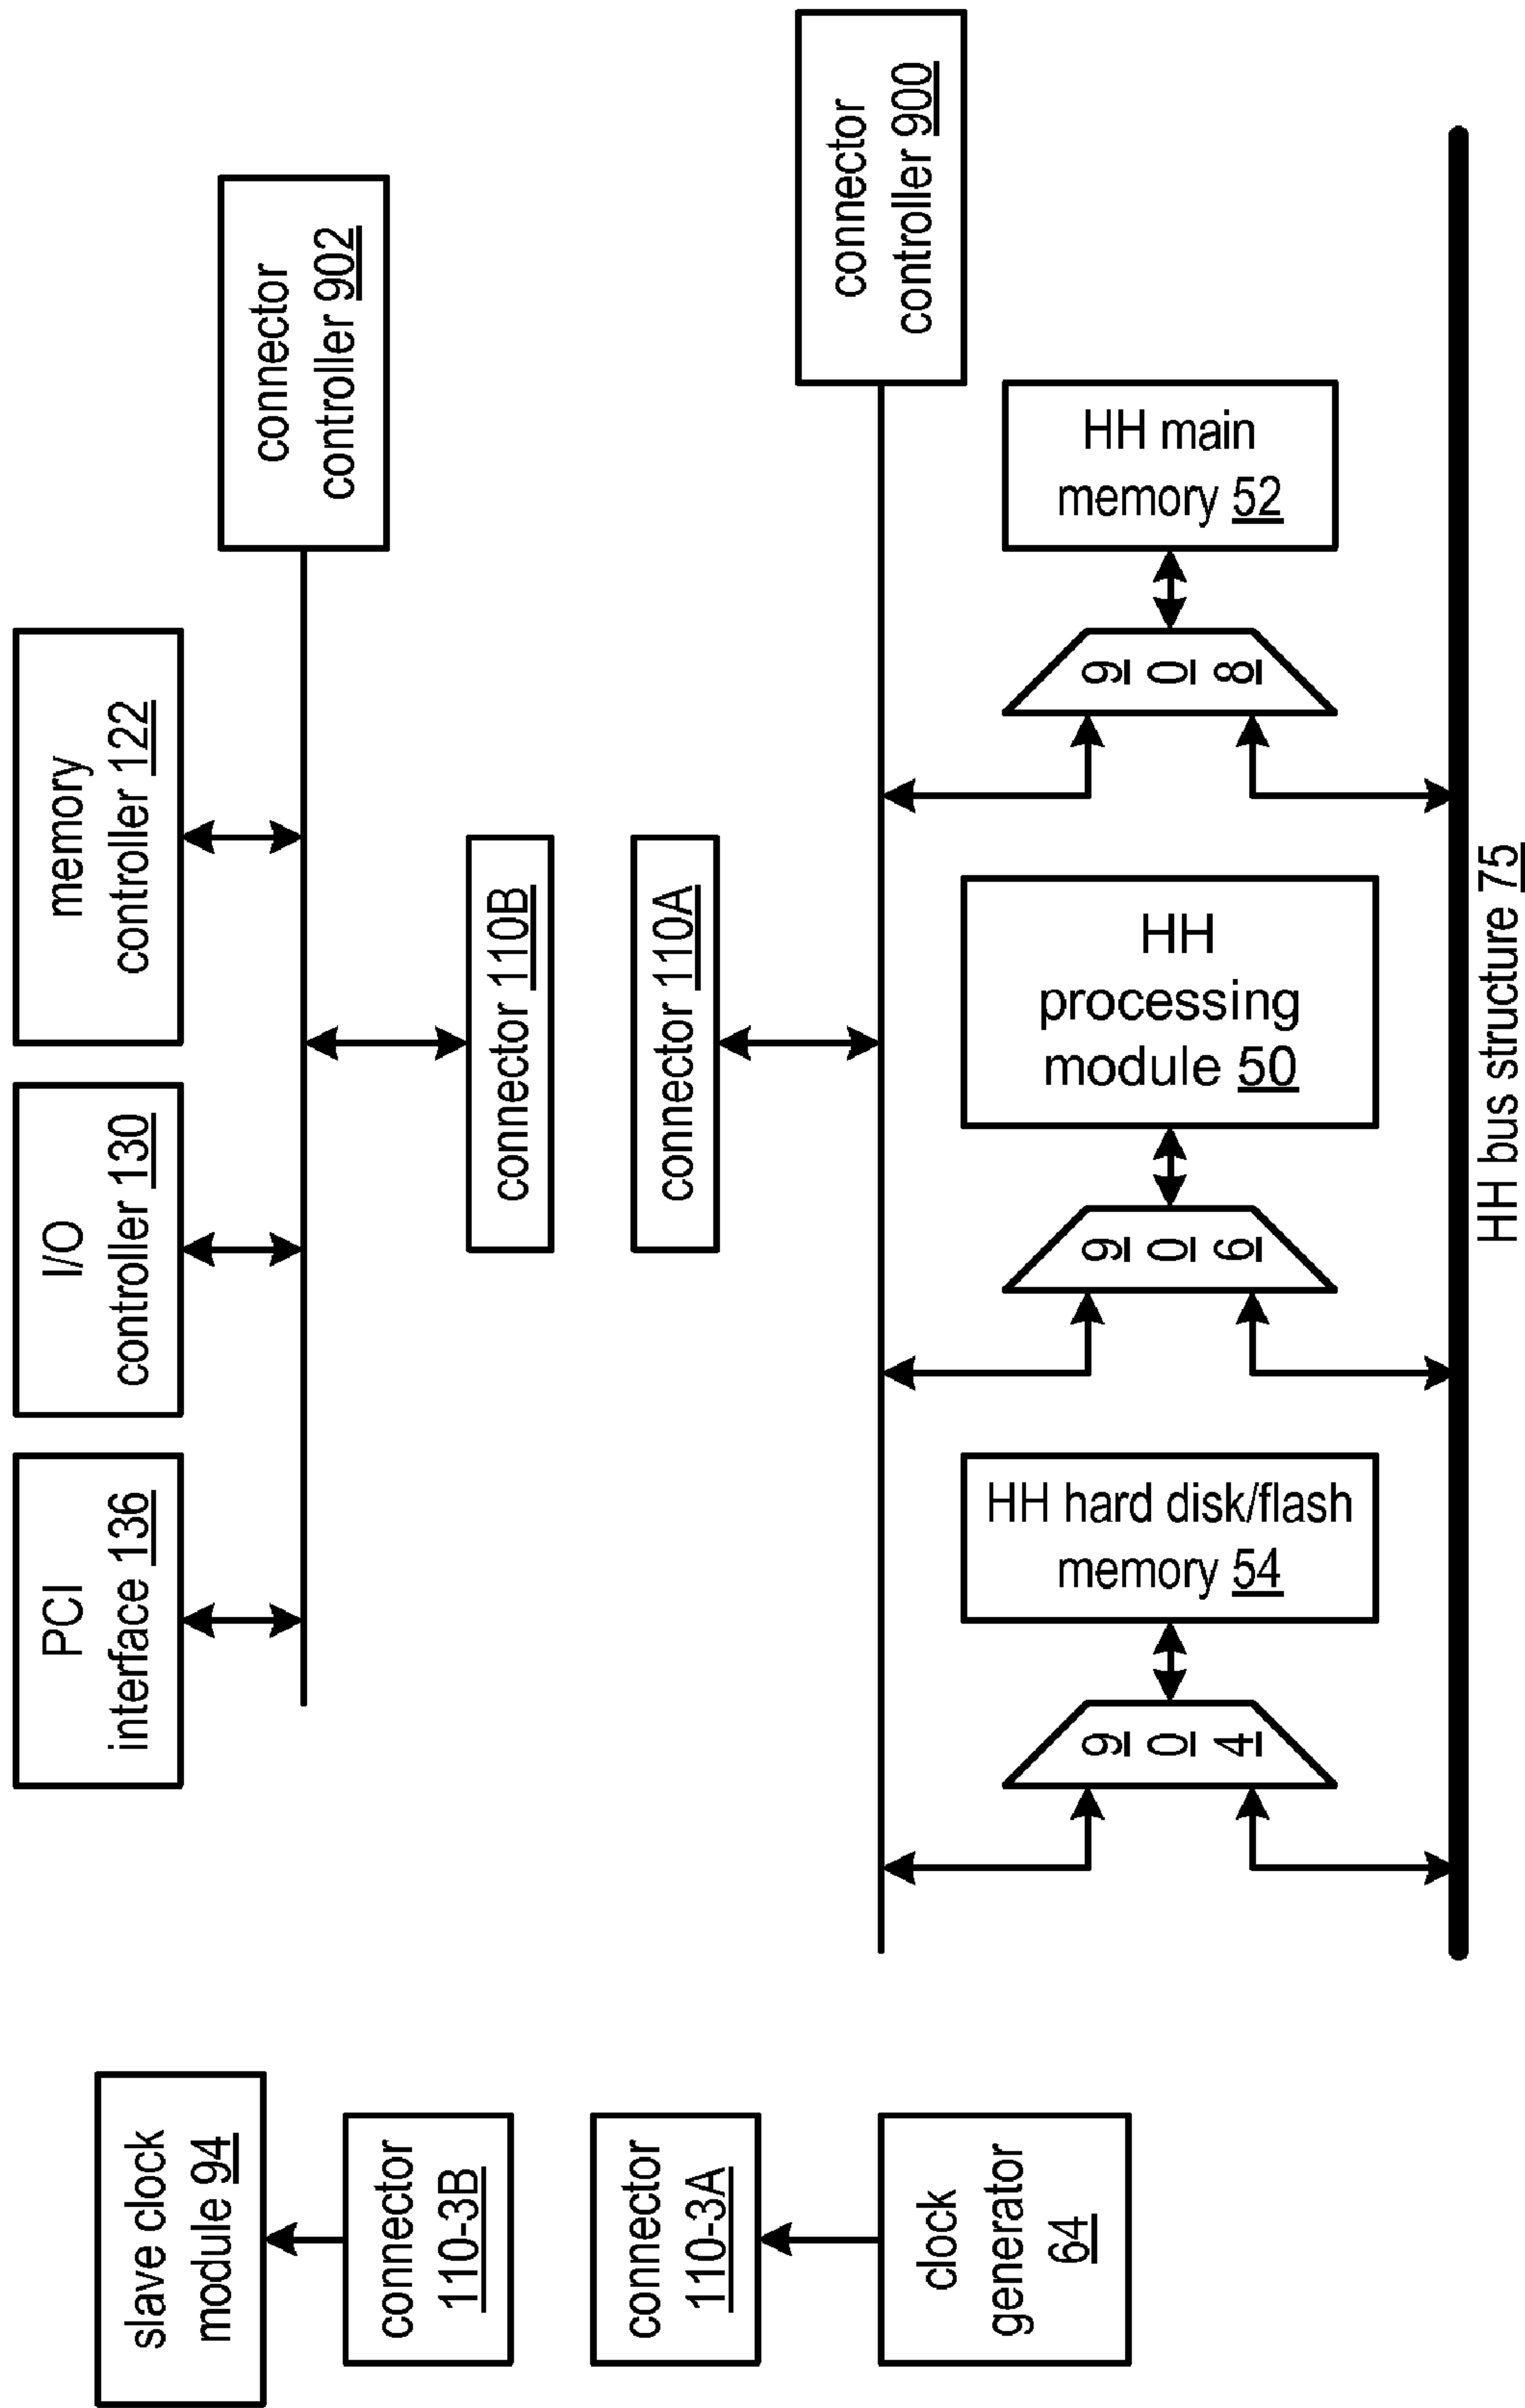 slave clock
module 94
connector
110-3B
connector
110-3A
clock
generator
64
PCI
interface 136
I/O
controller 130
memory
controller 122
connector
controller 902
connector 110B
connector 110A
connector
controller 900
HH hard disk/flash
memory 54
904
HH
processing
module 50
906
HH main
memory 52
908
HH bus structure 75